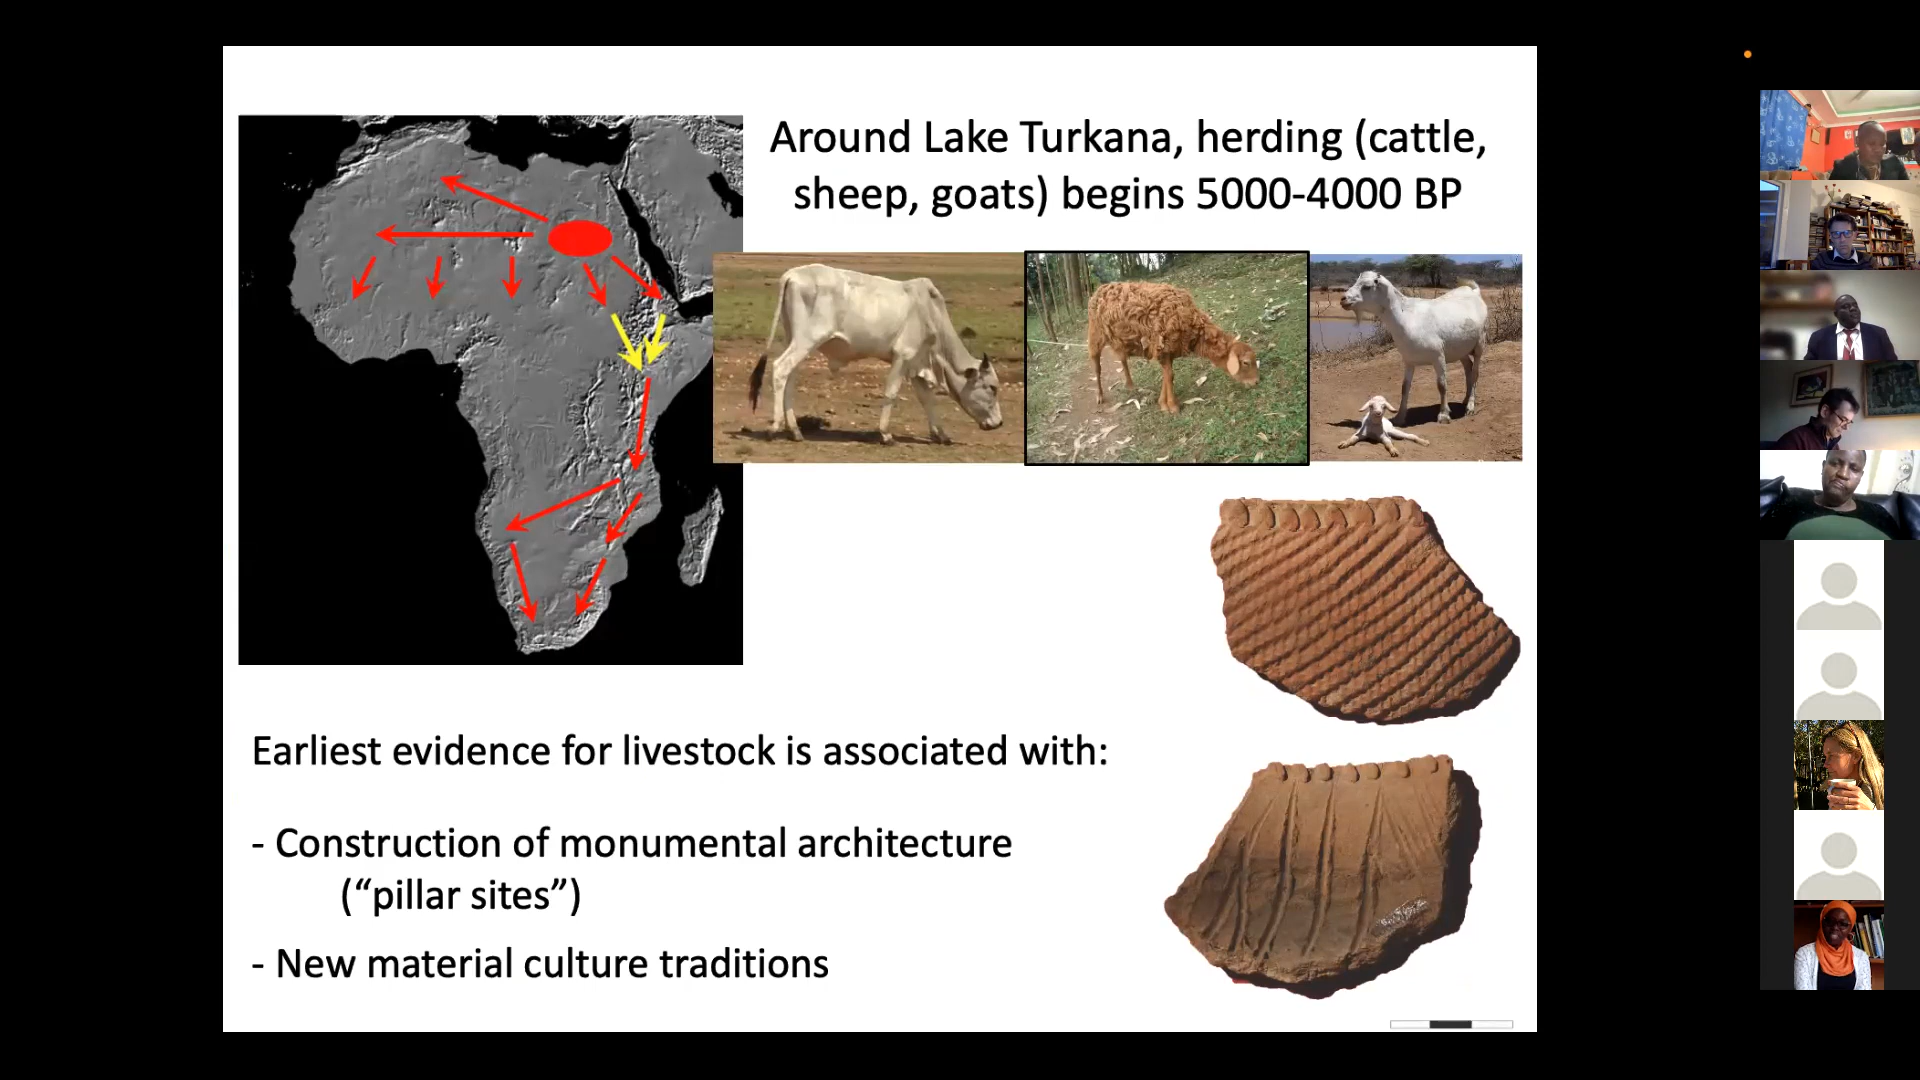 Around Lake Turkana, herding (cattle,
sheep, goats) begins 5000-4000 BP
Earliest evidence for livestock is associated with:
- Construction of monumental architecture
(“pillar sites”)
- New material culture traditions